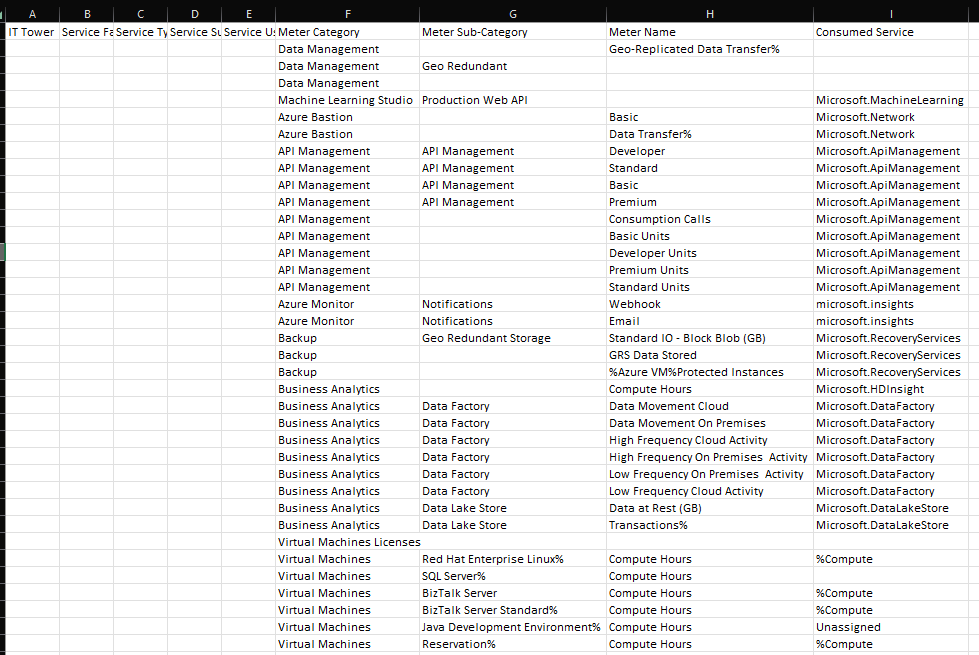 A B C D E F G H I
IT Tower Service Fa Service Ty Service Su Service Us Meter Category Meter Sub-Category Meter Name Consumed Service
Data Management Geo-Replicated Data Transfer%
Data Management Geo Redundant
Data Management
Machine Learning Studio Production Web API Microsoft.MachineLearning
Azure Bastion Basic Microsoft.Network
Azure Bastion Data Transfer% Microsoft.Network
API Management API Management Developer Microsoft.ApiManagement
API Management API Management Standard Microsoft.ApiManagement
API Management API Management Basic Microsoft.ApiManagement
API Management API Management Premium Microsoft.ApiManagement
API Management Consumption Calls Microsoft.ApiManagement
API Management Basic Units Microsoft.ApiManagement
API Management Developer Units Microsoft.ApiManagement
API Management Premium Units Microsoft.ApiManagement
API Management Standard Units Microsoft.ApiManagement
Azure Monitor Notifications Webhook microsoft.insights
Azure Monitor Notifications Email microsoft.insights
Backup Geo Redundant Storage Standard IO - Block Blob (GB) Microsoft.RecoveryServices
Backup GRS Data Stored Microsoft.RecoveryServices
Backup %Azure VM%Protected Instances Microsoft.RecoveryServices
Business Analytics Compute Hours Microsoft.HDInsight
Business Analytics Data Factory Data Movement Cloud Microsoft.DataFactory
Business Analytics Data Factory Data Movement On Premises Microsoft.DataFactory
Business Analytics Data Factory High Frequency Cloud Activity Microsoft.DataFactory
Business Analytics Data Factory High Frequency On Premises  Activity Microsoft.DataFactory
Business Analytics Data Factory Low Frequency On Premises  Activity Microsoft.DataFactory
Business Analytics Data Factory Low Frequency Cloud Activity Microsoft.DataFactory
Business Analytics Data Lake Store Data at Rest (GB) Microsoft.DataLakeStore
Business Analytics Data Lake Store Transactions% Microsoft.DataLakeStore
Virtual Machines Licenses
Virtual Machines Red Hat Enterprise Linux% Compute Hours %Compute
Virtual Machines SQL Server% Compute Hours
Virtual Machines BizTalk Server Compute Hours %Compute
Virtual Machines BizTalk Server Standard% Compute Hours %Compute
Virtual Machines Java Development Environment% Compute Hours Unassigned
Virtual Machines Reservation% Compute Hours %Compute